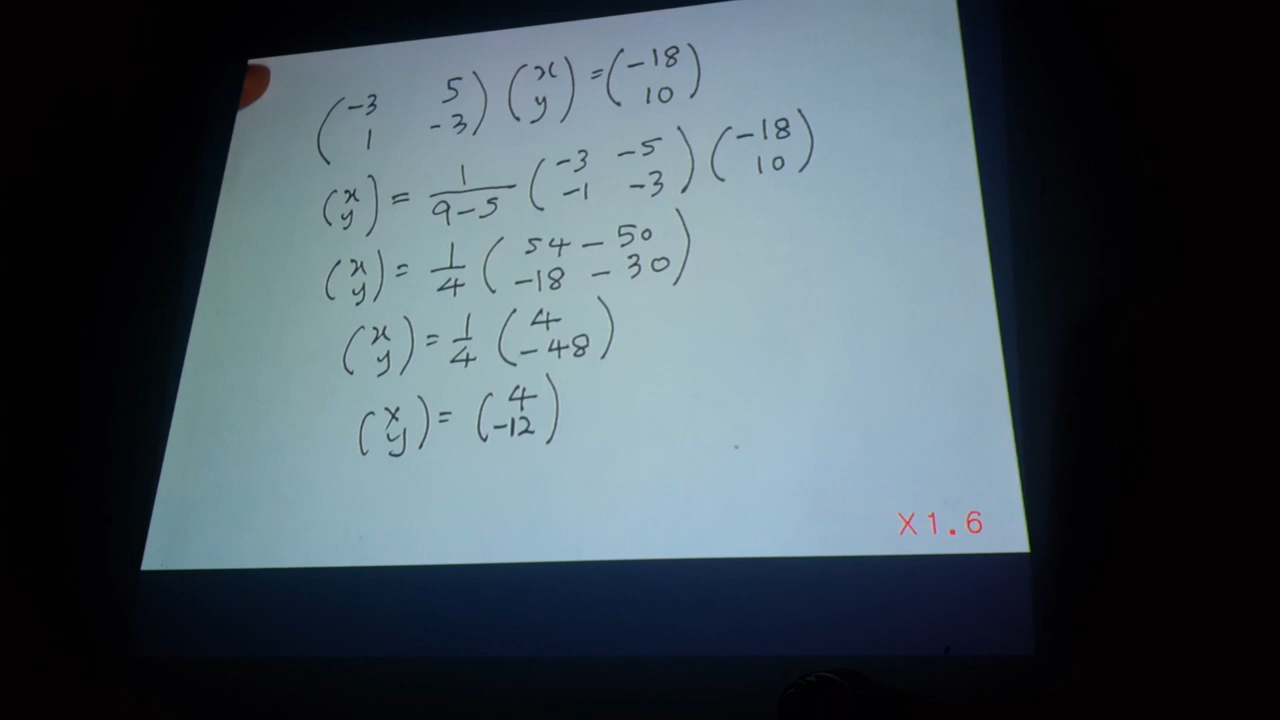 (-3 5) (x) = (-18)
(1 -3) (y) (10)
(x) = 1 (-3 -5) (-18)
(y) 9-5 (-1 -3) (10)
(x) = 1 (54 - 50)
(y) 4 (-18 - 30)
(x) = 1 (4)
(y) 4 (-48)
(x) = (4)
(y) (-12)
X1.6